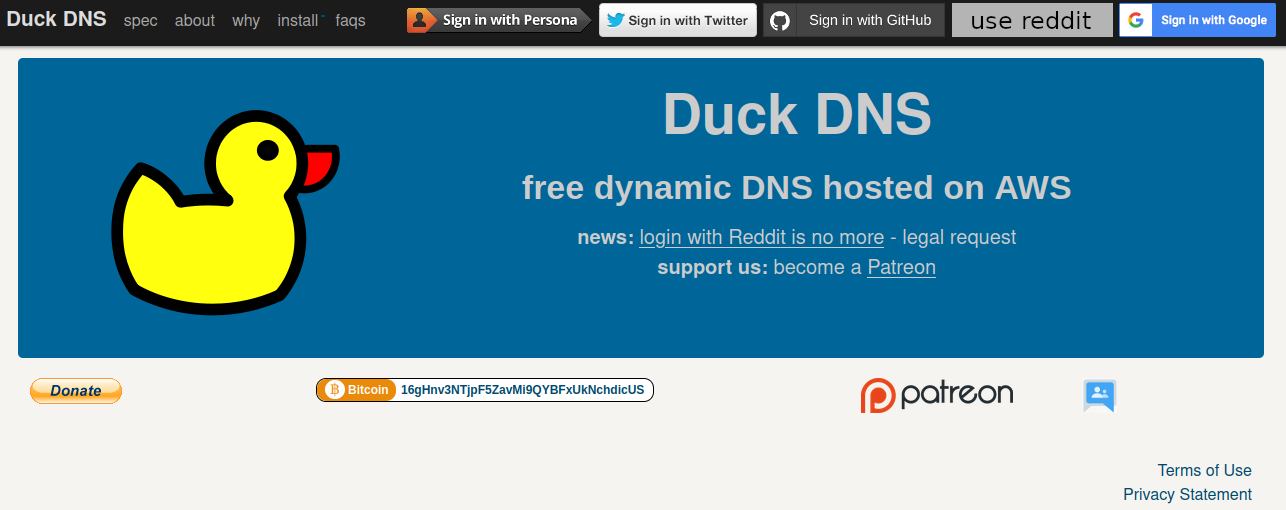 Duck DNS spec about why install faqs Sign in with Persona Sign in with Twitter Sign in with GitHub use reddit Sign in with Google
Duck DNS
free dynamic DNS hosted on AWS
news: login with Reddit is no more - legal request
support us: become a Patreon
Donate Bitcoin 16gHnv3NTjpF5ZavMi9QYBFxUkNchdicUS patreon
Terms of Use
Privacy Statement